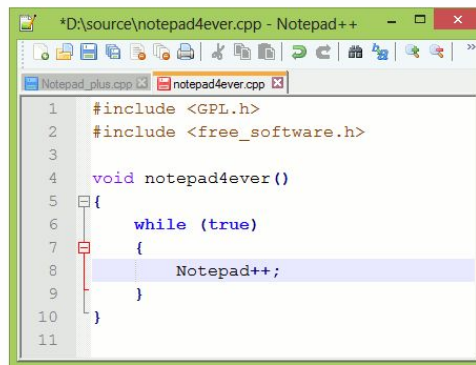 *D:\source\notepad4ever.cpp - Notepad++
Notepad_plus.cpp notepad4ever.cpp
1 #include <GPL.h>
2 #include <free_software.h>
3
4 void notepad4ever()
5 {
6 while (true)
7 {
8 Notepad++;
9 }
10 }
11